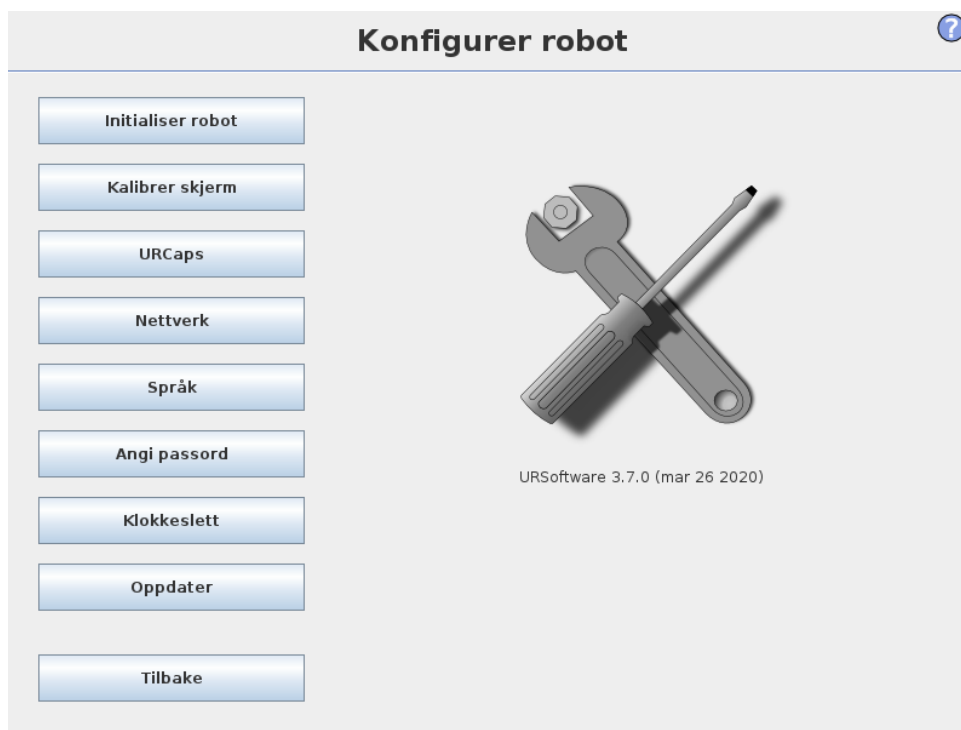 Konfigurer robot
?
Initialiser robot
Kalibrer skjerm
URCaps
Nettverk
Språk
Angi passord
Klokkeslett
Oppdater
Tilbake
URSoftware 3.7.0 (mar 26 2020)